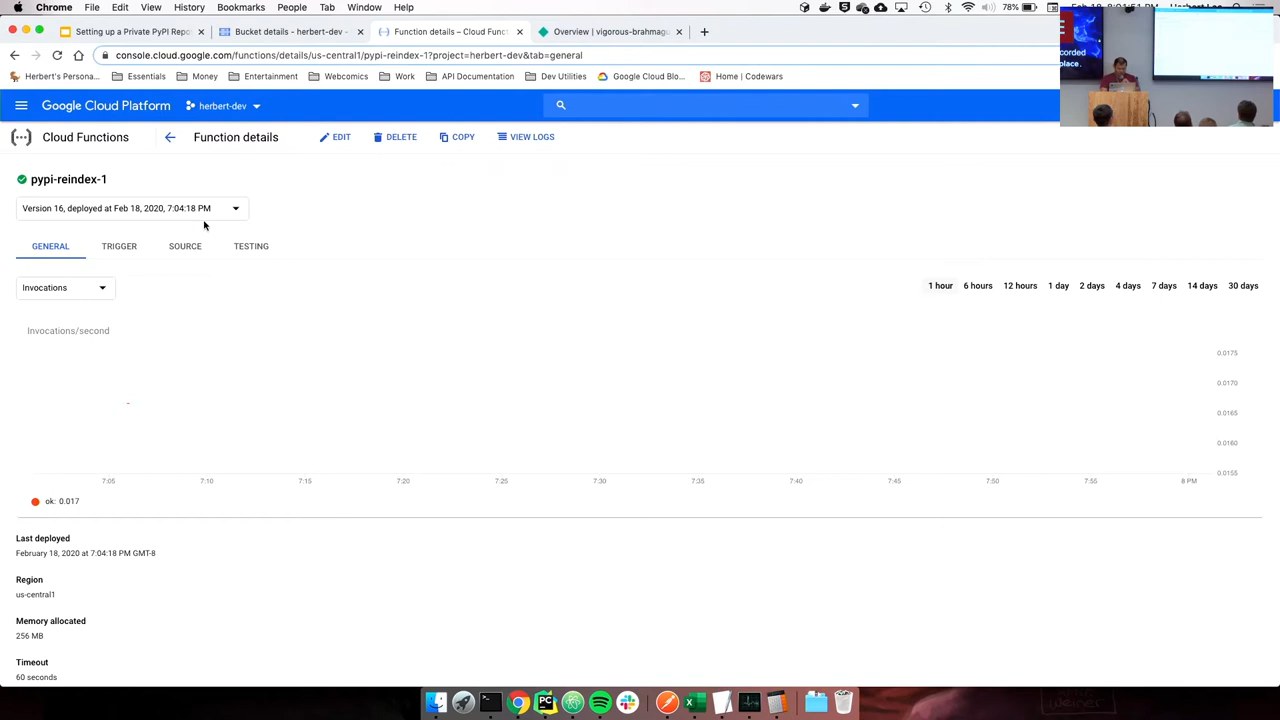 Chrome File Edit View History Bookmarks People Tab Window Help
78%
Setting up a Private PyPI Repo
Bucket details - herbert-dev -
Function details – Cloud Func
Overview | vigorous-brahmagu
console.cloud.google.com/functions/details/us-central1/pypi-reindex-1?project=herbert-dev&tab=general
Herbert's Persona... Essentials Money Entertainment Webcomics Work API Documentation Dev Utilities Google Cloud Blo... Home | Codewars
Google Cloud Platform herbert-dev
Cloud Functions Function details EDIT DELETE COPY VIEW LOGS
pypi-reindex-1
Version 16, deployed at Feb 18, 2020, 7:04:18 PM
GENERAL TRIGGER SOURCE TESTING
Invocations
1 hour 6 hours 12 hours 1 day 2 days 4 days 7 days 14 days 30 days
Invocations/second
0.0175
0.0170
0.0165
0.0160
0.0155
7:05 7:10 7:15 7:20 7:25 7:30 7:35 7:40 7:45 7:50 7:55 8 PM
ok: 0.017
Last deployed
February 18, 2020 at 7:04:18 PM GMT-8
Region
us-central1
Memory allocated
256 MB
Timeout
60 seconds